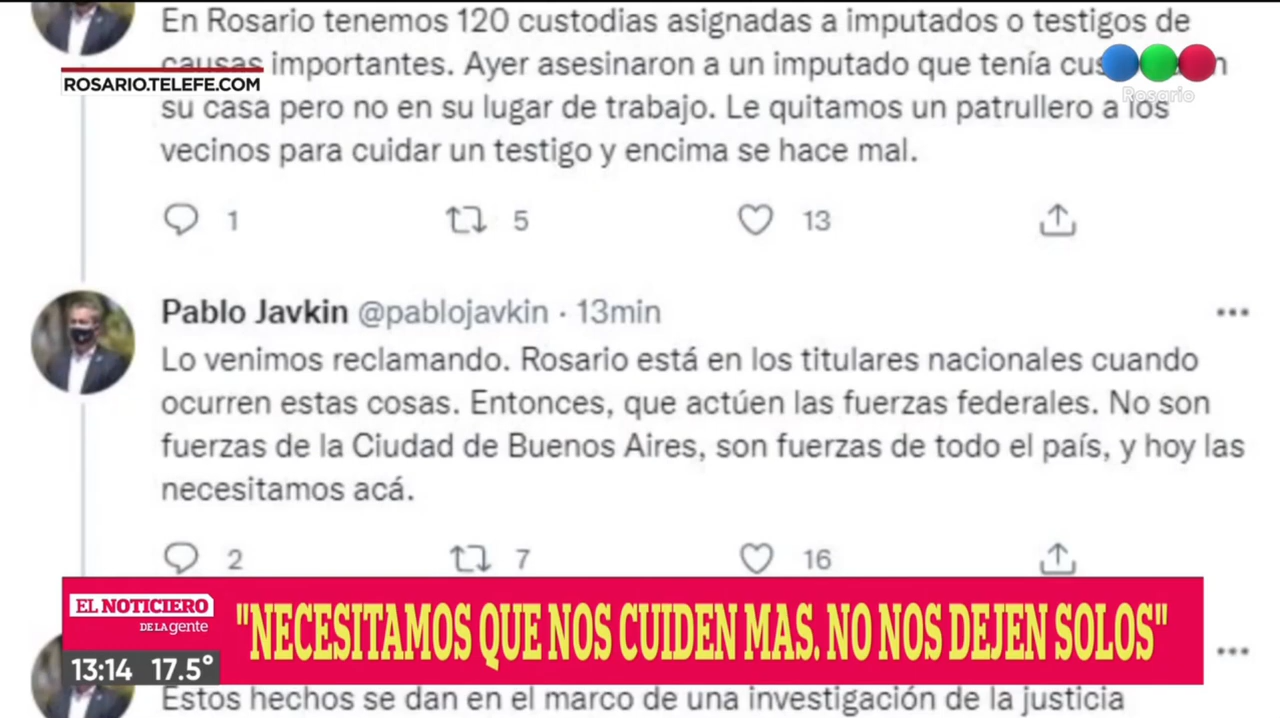 En Rosario tenemos 120 custodias asignadas a imputados o testigos de
causas importantes. Ayer asesinaron a un imputado que tenía
su casa pero no en su lugar de trabajo. Le quitamos un patrullero a los
vecinos para cuidar un testigo y encima se hace mal.
ROSARIO.TELEFE.COM
Rosario
1 5 13
Pablo Javkin @pablojavkin · 13min
Lo venimos reclamando. Rosario está en los titulares nacionales cuando
ocurren estas cosas. Entonces, que actúen las fuerzas federales. No son
fuerzas de la Ciudad de Buenos Aires, son fuerzas de todo el país, y hoy las
necesitamos acá.
2 7 16
EL NOTICIERO
DE LA gente
"NECESITAMOS QUE NOS CUIDEN MAS. NO NOS DEJEN SOLOS"
13:14 17.5°
Estos hechos se dan en el marco de una investigación de la justicia